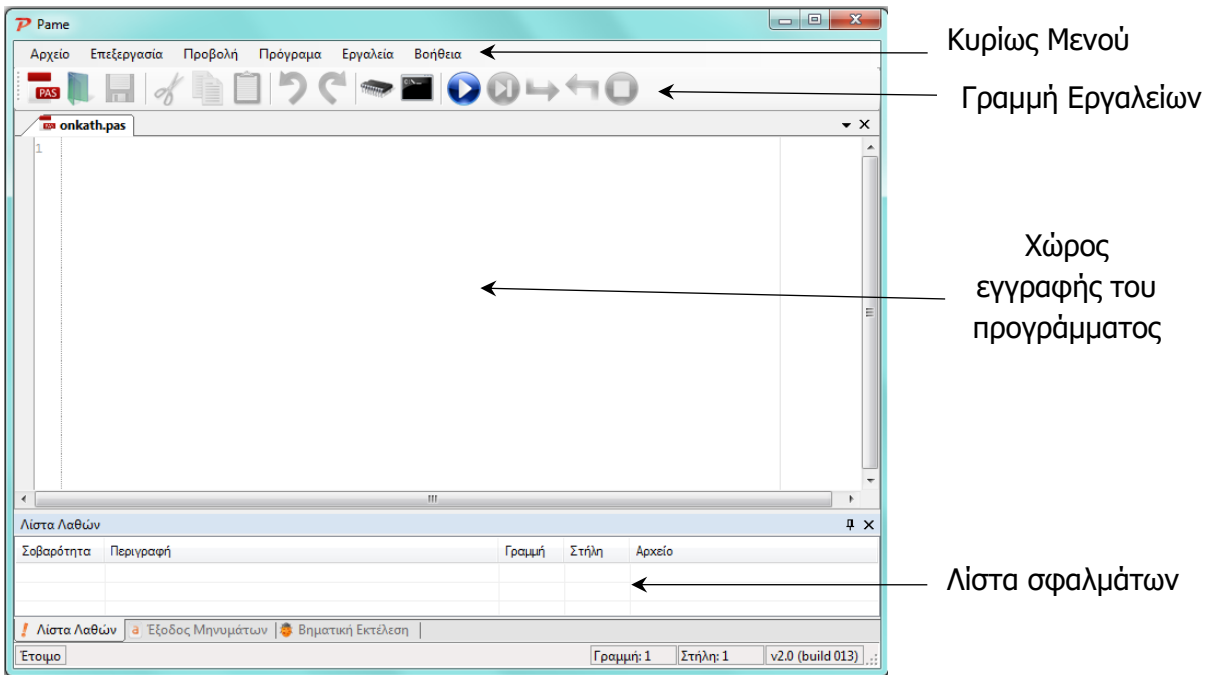 Pame
Αρχείο Επεξεργασία Προβολή Πρόγραμα Εργαλεία Βοήθεια
Κυρίως Μενού
PAS
Γραμμή Εργαλείων
onkath.pas
1
Χώρος
εγγραφής του
προγράμματος
Λίστα Λαθών
Σοβαρότητα Περιγραφή Γραμμή Στήλη Αρχείο
Λίστα σφαλμάτων
Λίστα Λαθών Έξοδος Μηνυμάτων Βηματική Εκτέλεση
Έτοιμο Γραμμή: 1 Στήλη: 1 v2.0 (build 013)